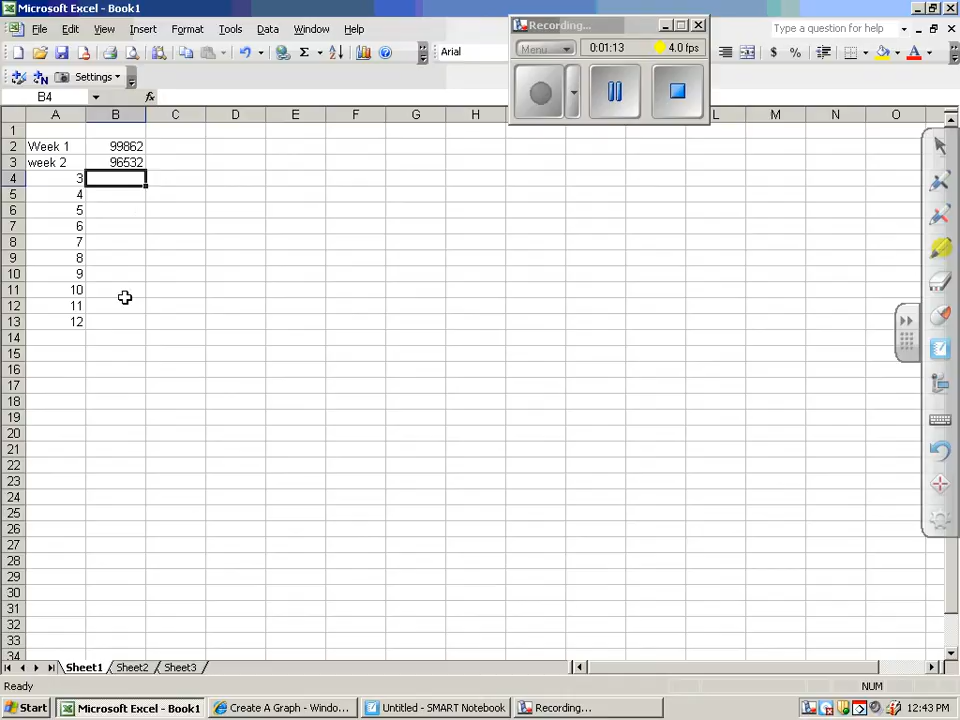 Microsoft Excel - Book1
File Edit View Insert Format Tools Data Window Help
Type a question for help
Recording...
Menu 0:01:13 4.0 fps
Arial
Σ $ % A
Settings
B4 fx
A B C D E F G H L M N O
1
2 Week 1 99862
3 week 2 96532
4 3
5 4
6 5
7 6
8 7
9 8
10 9
11 10
12 11
13 12
14
15
16
17
18
19
20
21
22
23
24
25
26
27
28
29
30
31
32
33
34
Sheet1 Sheet2 Sheet3
Ready NUM
Start Microsoft Excel - Book1 Create A Graph - Windo... Untitled - SMART Notebook Recording... 12:43 PM